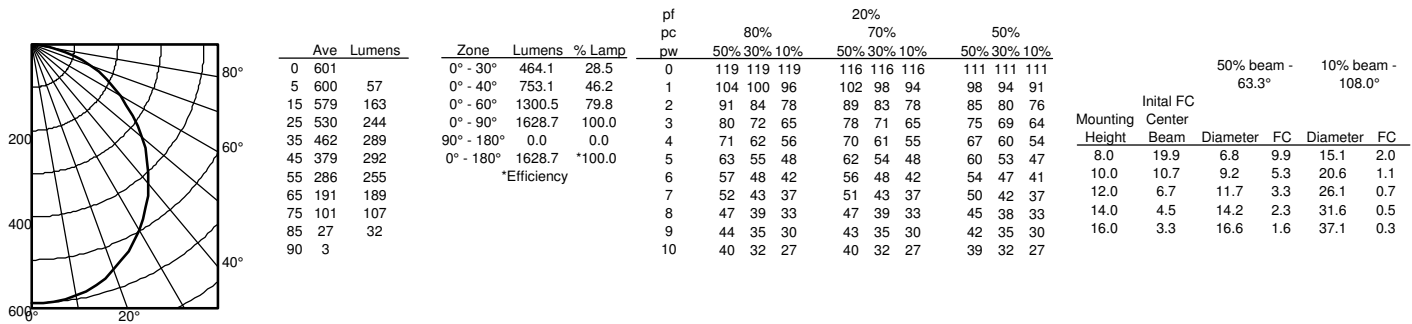 80°
60°
40°
200
400
600
0°
20°
Ave Lumens
0 601
5 600 57
15 579 163
25 530 244
35 462 289
45 379 292
55 286 255
65 191 189
75 101 107
85 27 32
90 3
Zone Lumens % Lamp
0° - 30° 464.1 28.5
0° - 40° 753.1 46.2
0° - 60° 1300.5 79.8
0° - 90° 1628.7 100.0
90° - 180° 0.0 0.0
0° - 180° 1628.7 *100.0
*Efficiency
pf 20%
pc 80% 70% 50%
pw 50% 30% 10% 50% 30% 10% 50% 30% 10%
0 119 119 119 116 116 116 111 111 111
1 104 100 96 102 98 94 98 94 91
2 91 84 78 89 83 78 85 80 76
3 80 72 65 78 71 65 75 69 64
4 71 62 56 70 61 55 67 60 54
5 63 55 48 62 54 48 60 53 47
6 57 48 42 56 48 42 54 47 41
7 52 43 37 51 43 37 50 42 37
8 47 39 33 47 39 33 45 38 33
9 44 35 30 43 35 30 42 35 30
10 40 32 27 40 32 27 39 32 27
50% beam - 10% beam -
63.3° 108.0°
Inital FC
Mounting Center
Height Beam Diameter FC Diameter FC
8.0 19.9 6.8 9.9 15.1 2.0
10.0 10.7 9.2 5.3 20.6 1.1
12.0 6.7 11.7 3.3 26.1 0.7
14.0 4.5 14.2 2.3 31.6 0.5
16.0 3.3 16.6 1.6 37.1 0.3